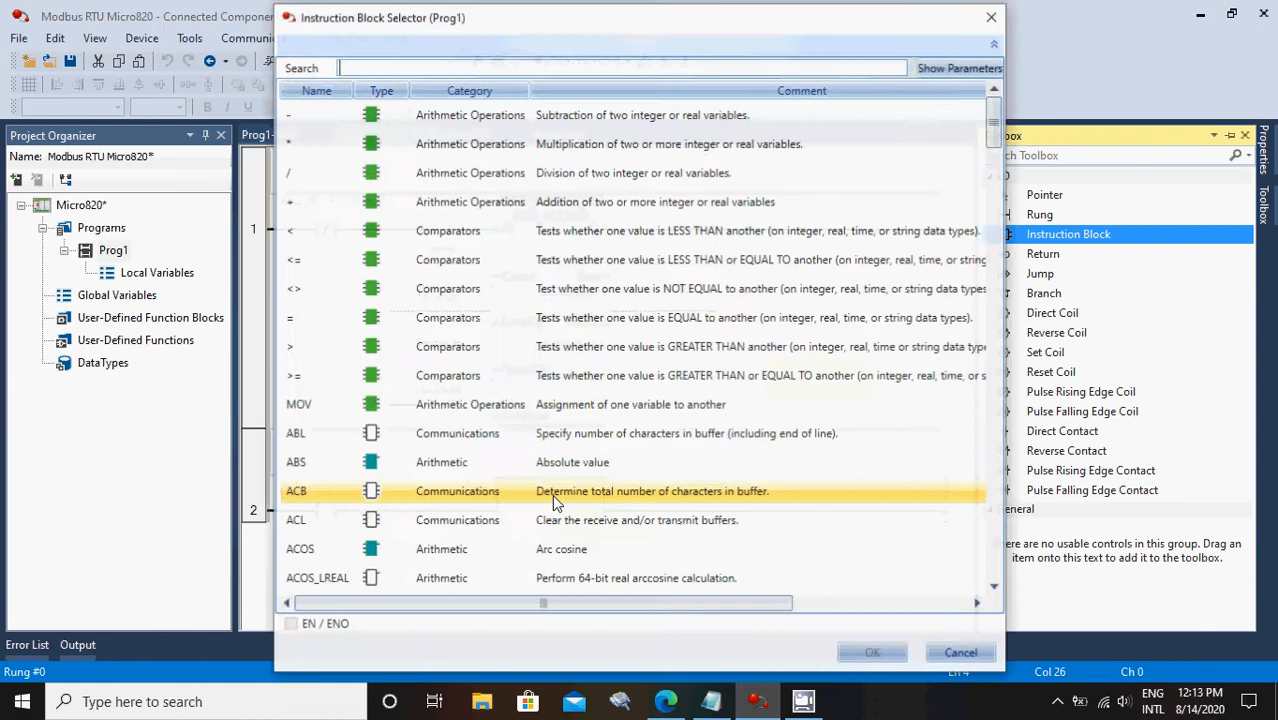 Modbus RTU Micro820 - Connected Compone
Instruction Block Selector (Prog1)
File Edit View Device Tools Communi
Search
Show Parameters
Name Type Category Comment
- Arithmetic Operations Subtraction of two integer or real variables.
* Arithmetic Operations Multiplication of two or more integer or real variables.
/ Arithmetic Operations Division of two integer or real variables.
+ Arithmetic Operations Addition of two or more integer or real variables
< Comparators Tests whether one value is LESS THAN another (on integer, real, time, or string data types).
<= Comparators Tests whether one value is LESS THAN or EQUAL TO another (on integer, real, time, or string
<> Comparators Test whether one value is NOT EQUAL to another (on integer, real, time, or string data types
= Comparators Tests whether one value is EQUAL to another (on integer, real, time, or string data types).
> Comparators Tests whether one value is GREATER THAN another (on integer, real, time or string data type
>= Comparators Tests whether one value is GREATER THAN or EQUAL TO another (on integer, real, time, or s
MOV Arithmetic Operations Assignment of one variable to another
ABL Communications Specify number of characters in buffer (including end of line).
ABS Arithmetic Absolute value
ACB Communications Determine total number of characters in buffer.
ACL Communications Clear the receive and/or transmit buffers.
ACOS Arithmetic Arc cosine
ACOS_LREAL Arithmetic Perform 64-bit real arccosine calculation.
EN / ENO
OK Cancel
Project Organizer
Name: Modbus RTU Micro820*
Micro820*
Programs
Prog1
Local Variables
Global Variables
User-Defined Function Blocks
User-Defined Functions
DataTypes
Prog1-
1
2
box
ch Toolbox
Pointer
Rung
Instruction Block
Return
Jump
Branch
Direct Coil
Reverse Coil
Set Coil
Reset Coil
Pulse Rising Edge Coil
Pulse Falling Edge Coil
Direct Contact
Reverse Contact
Pulse Rising Edge Contact
Pulse Falling Edge Contact
eneral
ere are no usable controls in this group. Drag an
item onto this text to add it to the toolbox.
Properties
Toolbox
Error List Output
Rung #0
Ln 4 Col 26 Ch 0
Type here to search
ENG
INTL
12:13 PM
8/14/2020